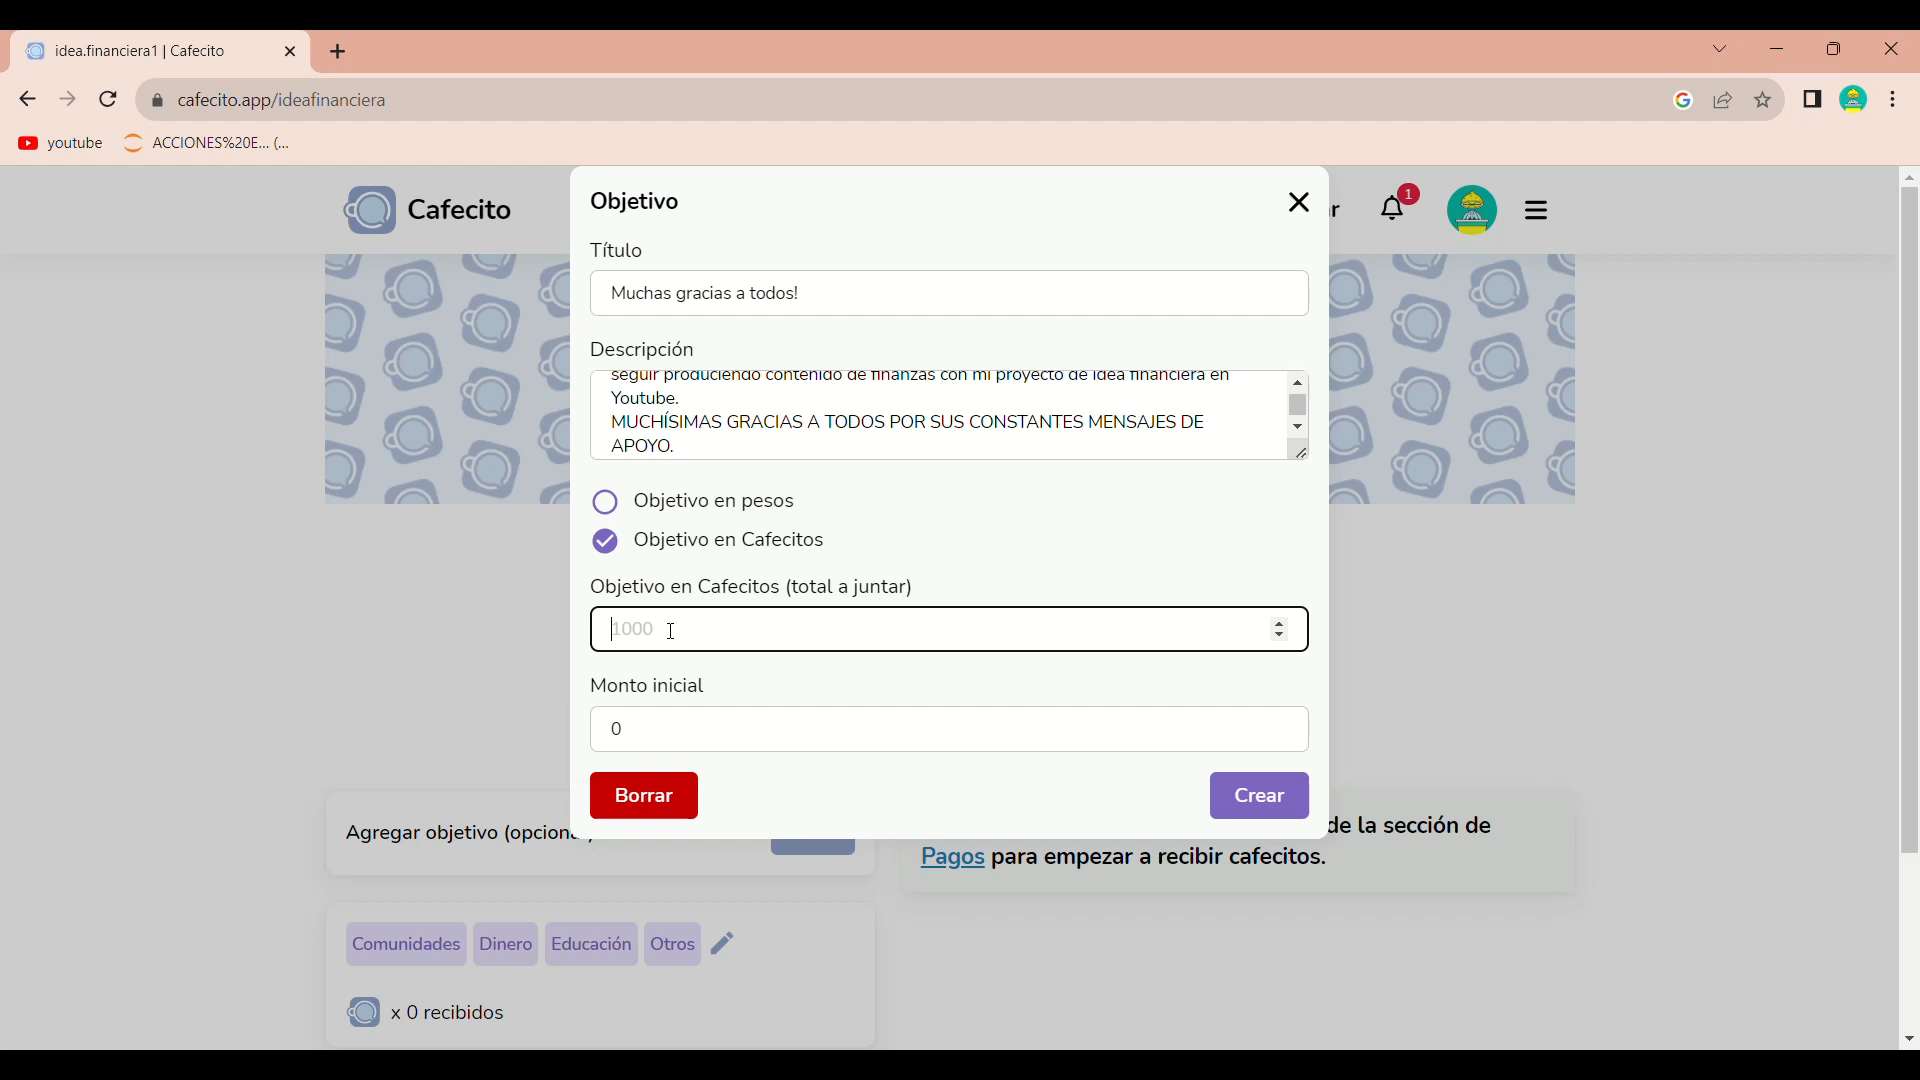 idea.financiera1 | Cafecito
cafecito.app/ideafinanciera
youtube
ACCIONES%20E... (...
Cafecito
1
Objetivo
Título
Muchas gracias a todos!
Descripción
seguir produciendo contenido de finanzas con mi proyecto de idea financiera en
Youtube.
MUCHÍSIMAS GRACIAS A TODOS POR SUS CONSTANTES MENSAJES DE
APOYO.
Objetivo en pesos
Objetivo en Cafecitos
Objetivo en Cafecitos (total a juntar)
1000
Monto inicial
0
Borrar
Crear
Agregar objetivo
de la sección de
Pagos para empezar a recibir cafecitos.
Comunidades
Dinero
Educación
Otros
x 0 recibidos